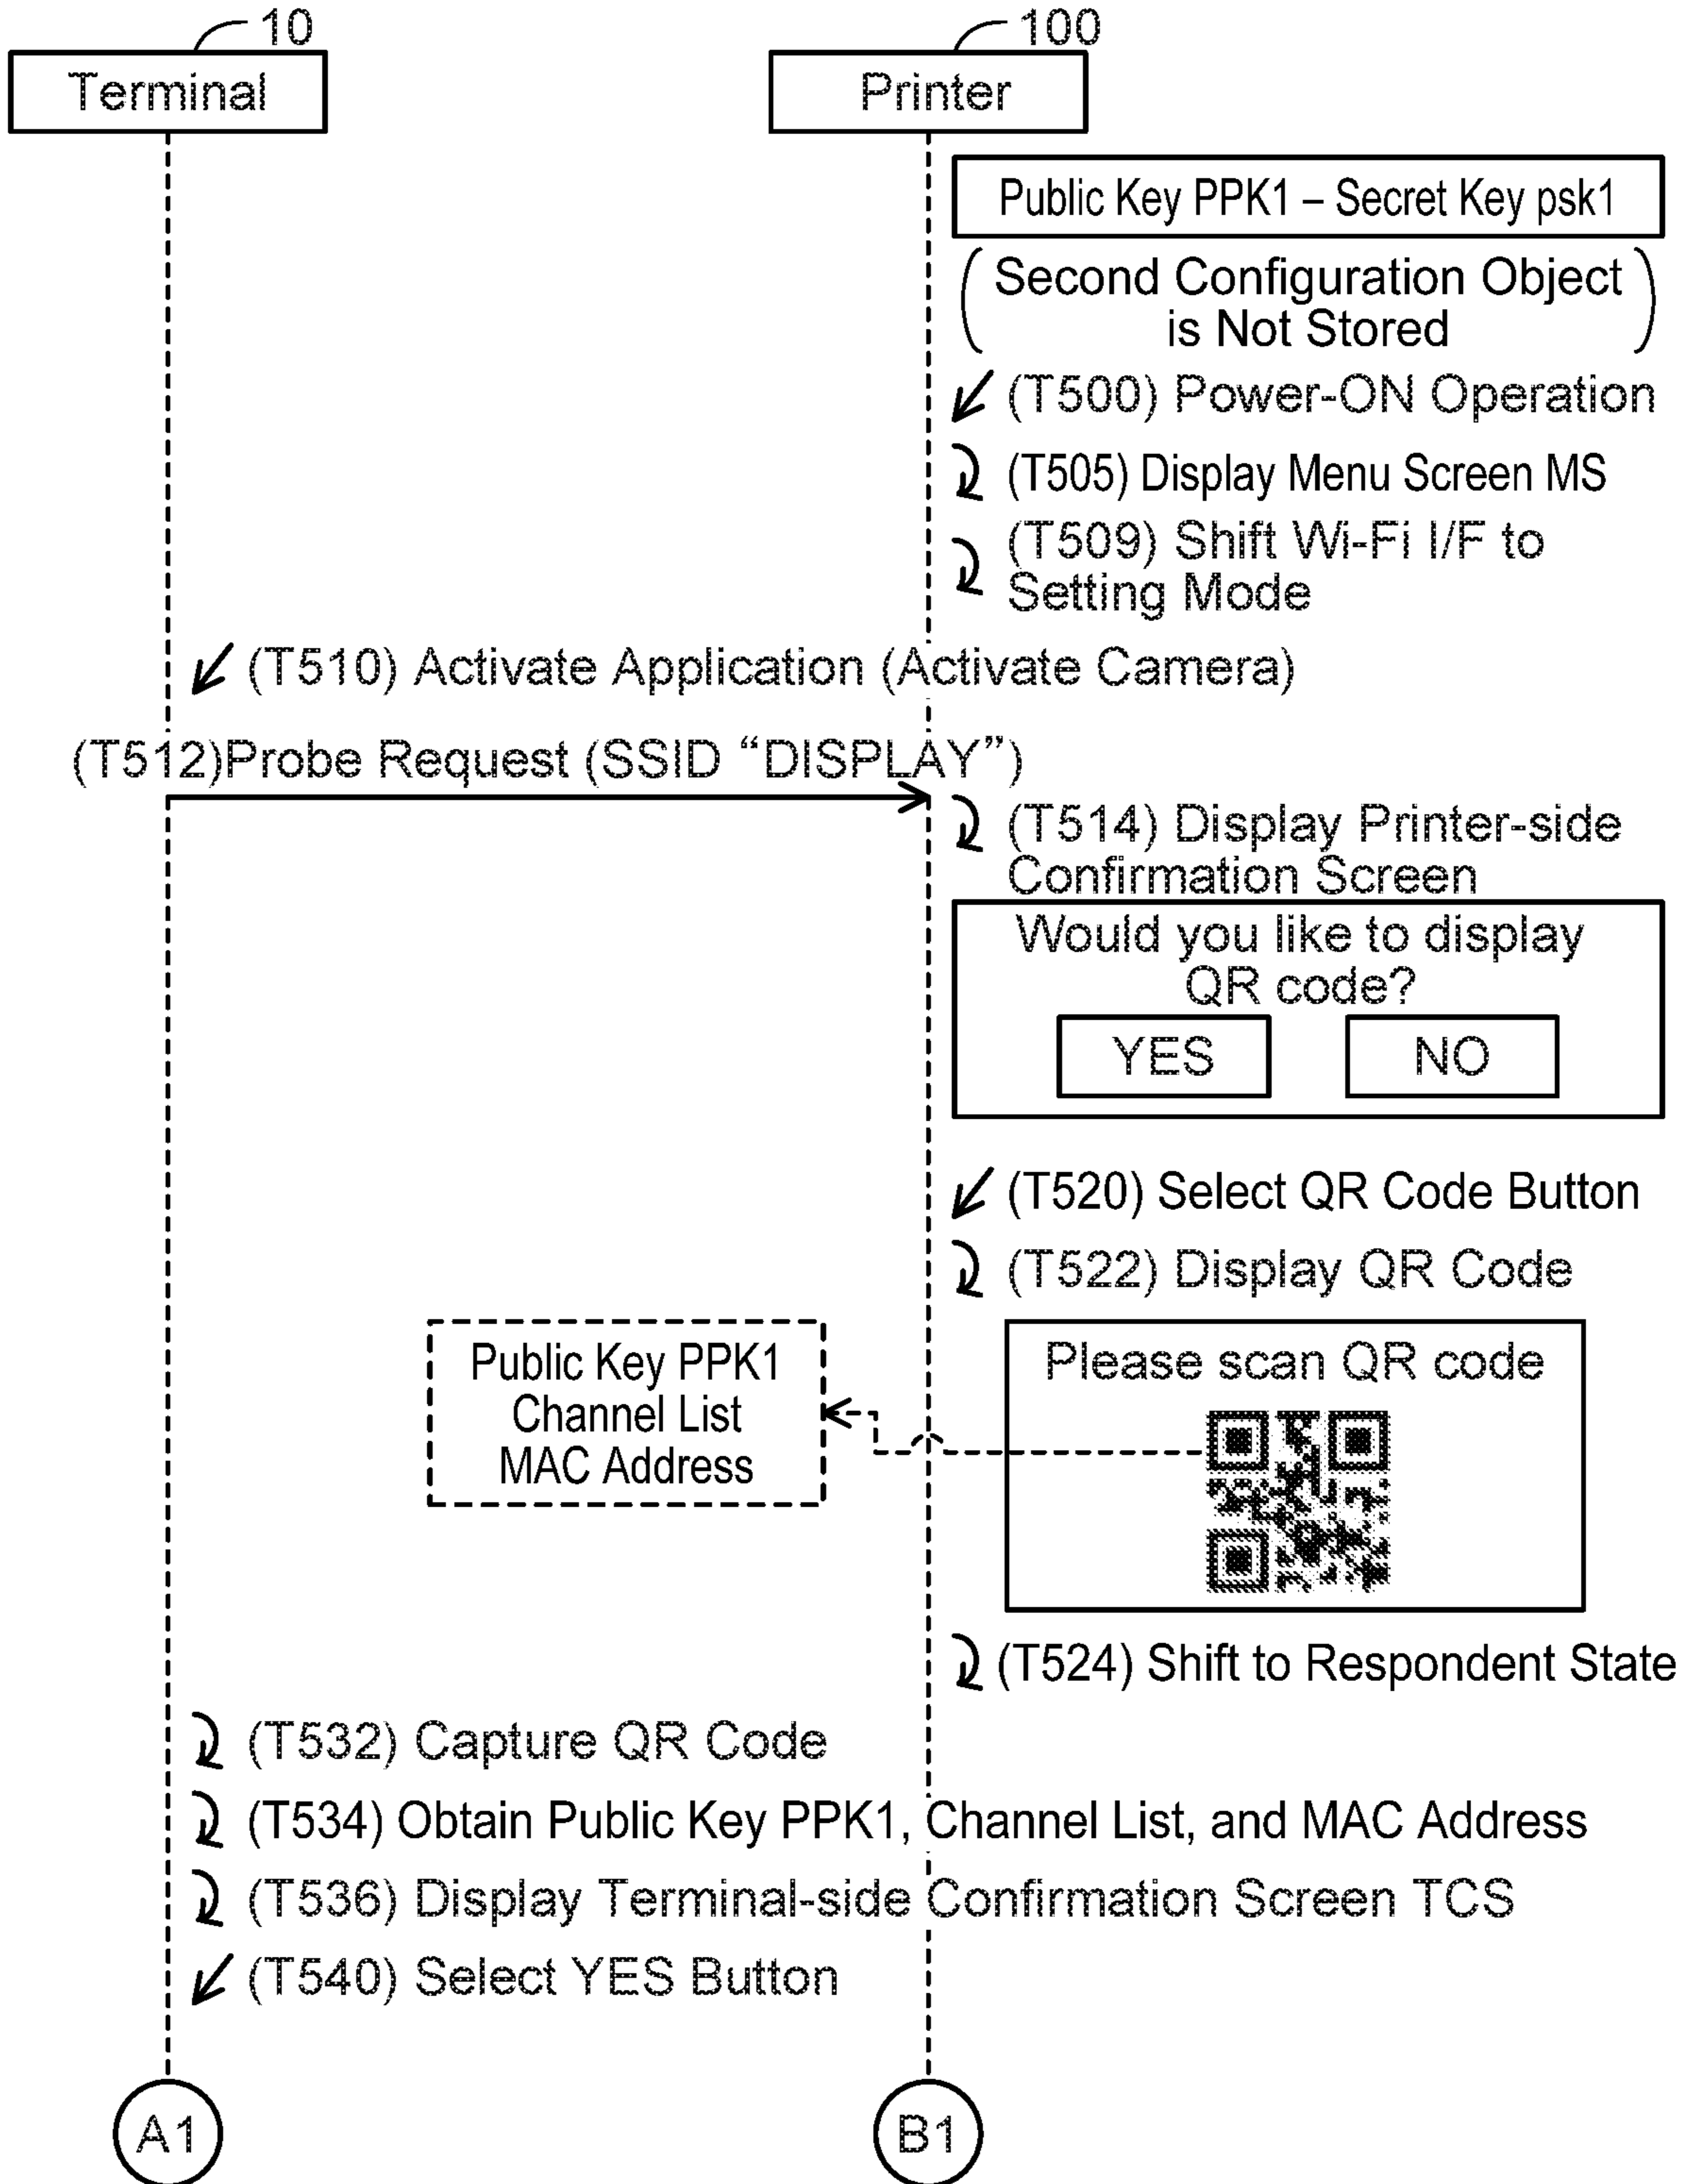 10
100
Terminal
Printer
Public Key PPK1 – Secret Key psk1
(Second Configuration Object
is Not Stored)
(T500) Power-ON Operation
(T505) Display Menu Screen MS
(T509) Shift Wi-Fi I/F to
Setting Mode
(T510) Activate Application (Activate Camera)
(T512)Probe Request (SSID “DISPLAY”)
(T514) Display Printer-side
Confirmation Screen
Would you like to display
QR code?
YES
NO
(T520) Select QR Code Button
(T522) Display QR Code
Public Key PPK1
Channel List
MAC Address
Please scan QR code
(T524) Shift to Respondent State
(T532) Capture QR Code
(T534) Obtain Public Key PPK1, Channel List, and MAC Address
(T536) Display Terminal-side Confirmation Screen TCS
(T540) Select YES Button
A1
B1